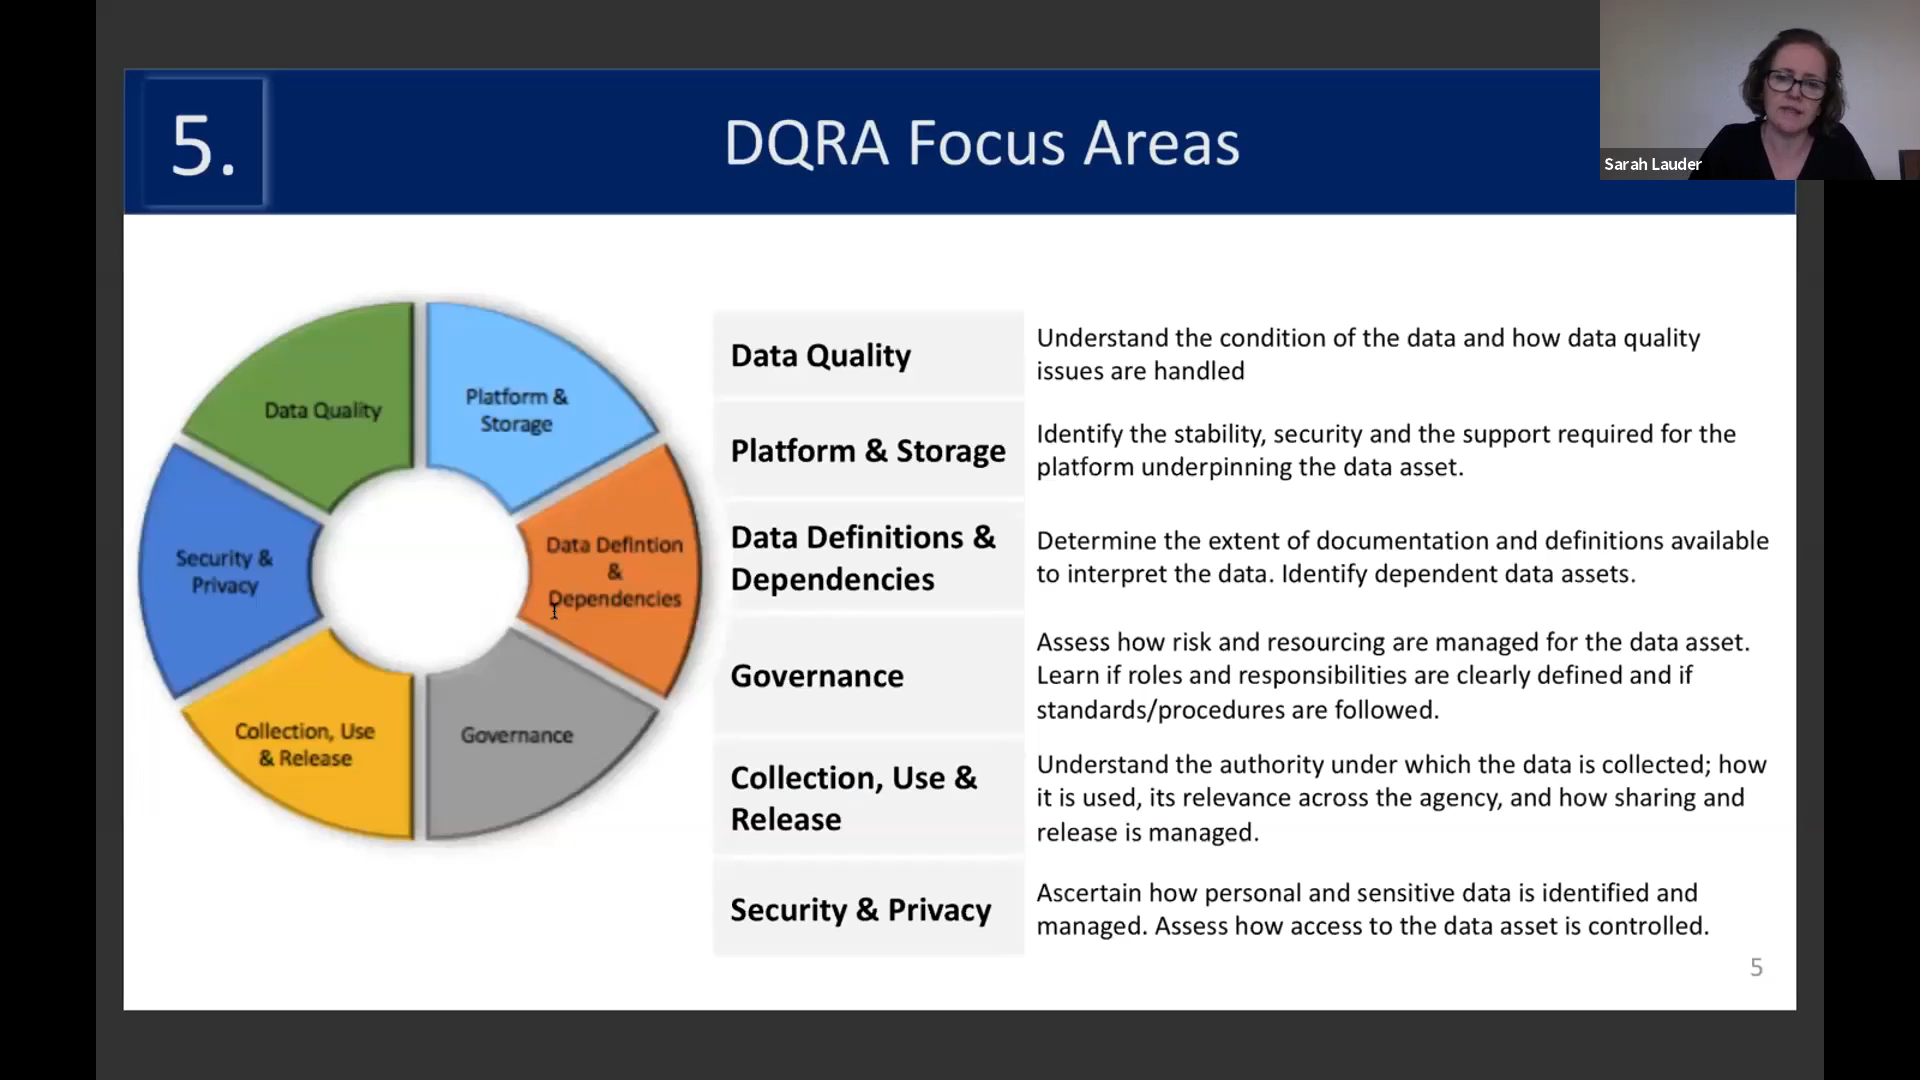 5.
DQRA Focus Areas
Sarah Lauder
Data Quality
Platform &
Storage
Data Defintion
&
Dependencies
Governance
Collection, Use
& Release
Security &
Privacy
Data Quality
Understand the condition of the data and how data quality
issues are handled
Platform & Storage
Identify the stability, security and the support required for the
platform underpinning the data asset.
Data Definitions &
Dependencies
Determine the extent of documentation and definitions available
to interpret the data. Identify dependent data assets.
Governance
Assess how risk and resourcing are managed for the data asset.
Learn if roles and responsibilities are clearly defined and if
standards/procedures are followed.
Collection, Use &
Release
Understand the authority under which the data is collected; how
it is used, its relevance across the agency, and how sharing and
release is managed.
Security & Privacy
Ascertain how personal and sensitive data is identified and
managed. Assess how access to the data asset is controlled.
5